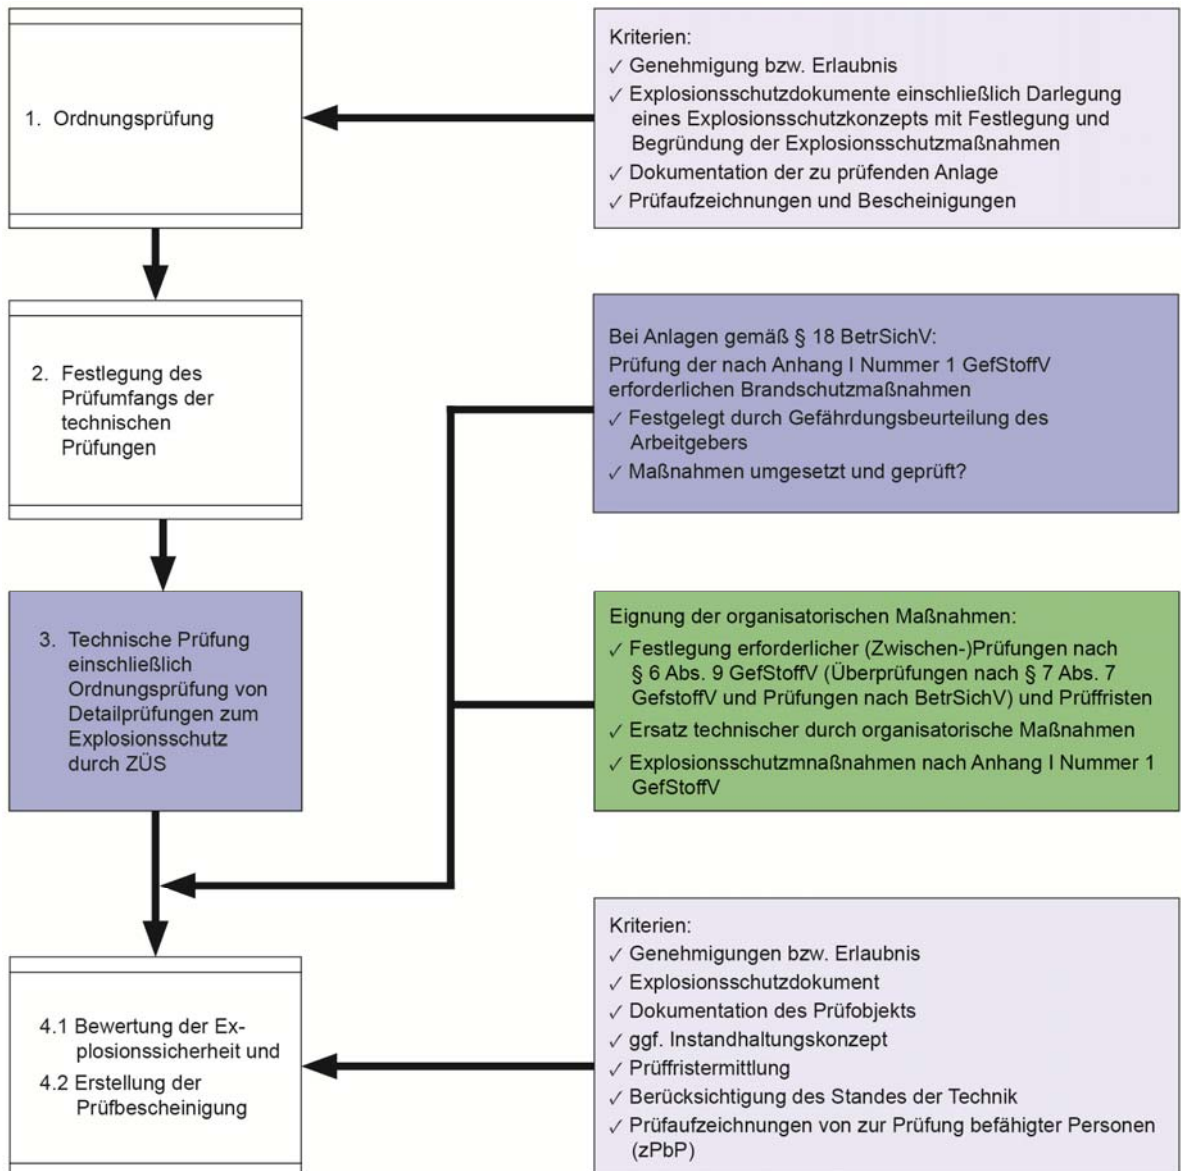 1. Ordnungsprüfung
Kriterien:
✓ Genehmigung bzw. Erlaubnis
✓ Explosionsschutzdokumente einschließlich Darlegung
eines Explosionsschutzkonzepts mit Festlegung und
Begründung der Explosionsschutzmaßnahmen
✓ Dokumentation der zu prüfenden Anlage
✓ Prüfaufzeichnungen und Bescheinigungen
2. Festlegung des
Prüfumfangs der
technischen
Prüfungen
Bei Anlagen gemäß § 18 BetrSichV:
Prüfung der nach Anhang I Nummer 1 GefStoffV
erforderlichen Brandschutzmaßnahmen
✓ Festgelegt durch Gefährdungsbeurteilung des
Arbeitgebers
✓ Maßnahmen umgesetzt und geprüft?
3. Technische Prüfung
einschließlich
Ordnungsprüfung von
Detailprüfungen zum
Explosionsschutz
durch ZÜS
Eignung der organisatorischen Maßnahmen:
✓ Festlegung erforderlicher (Zwischen-)Prüfungen nach
§ 6 Abs. 9 GefStoffV (Überprüfungen nach § 7 Abs. 7
GefstoffV und Prüfungen nach BetrSichV) und Prüffristen
✓ Ersatz technischer durch organisatorische Maßnahmen
✓ Explosionsschutzmnaßnahmen nach Anhang I Nummer 1
GefStoffV
4.1 Bewertung der Ex-
plosionssicherheit und
4.2 Erstellung der
Prüfbescheinigung
Kriterien:
✓ Genehmigungen bzw. Erlaubnis
✓ Explosionsschutzdokument
✓ Dokumentation des Prüfobjekts
✓ ggf. Instandhaltungskonzept
✓ Prüffristermittlung
✓ Berücksichtigung des Standes der Technik
✓ Prüfaufzeichnungen von zur Prüfung befähigter Personen
(zPbP)